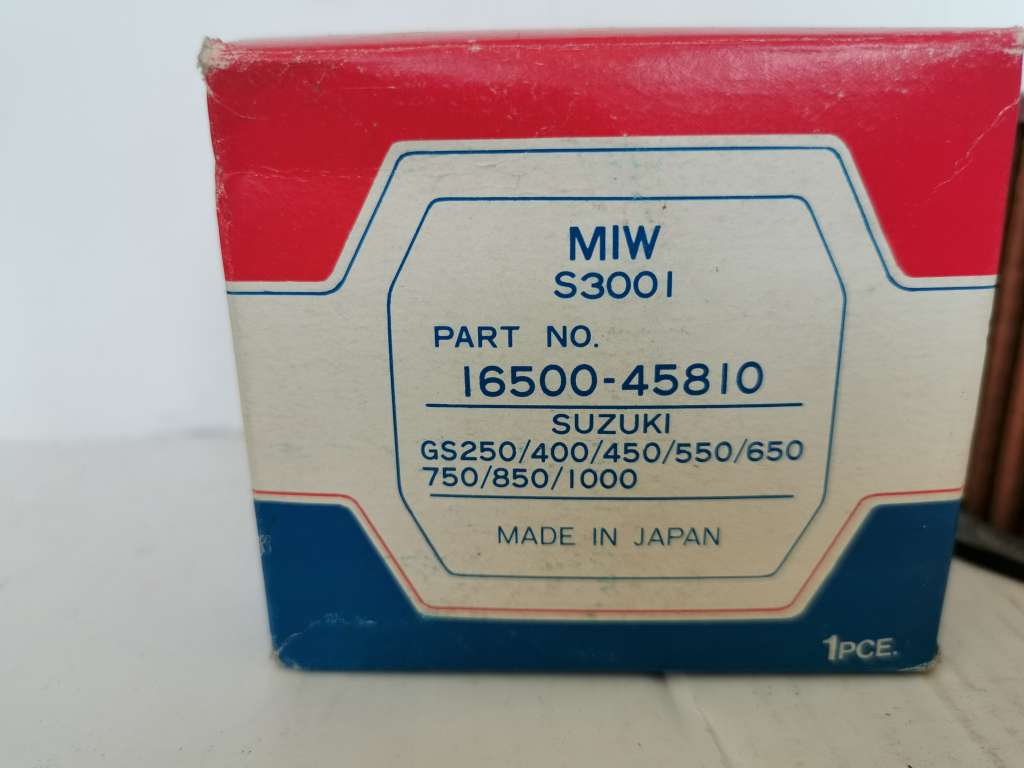 MIW
S3001
PART NO.
16500-45810
SUZUKI
GS250/400/450/550/650
750/850/1000
MADE IN JAPAN
1PCE.